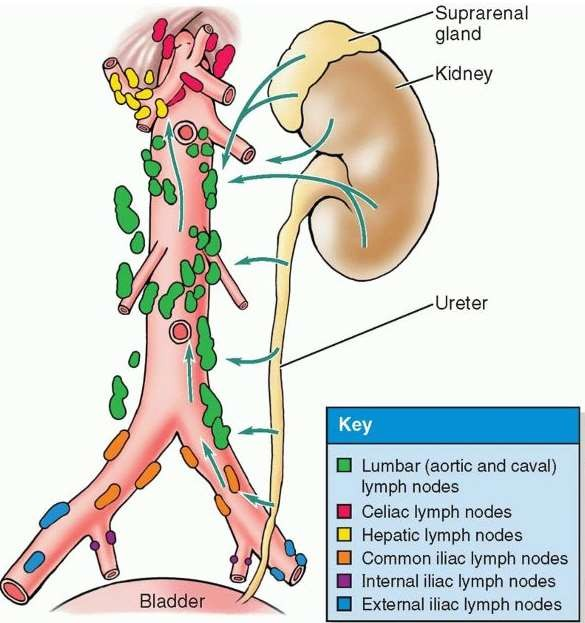 Suprarenal
gland
Kidney
Ureter
Key
Lumbar (aortic and caval)
lymph nodes
Celiac lymph nodes
Hepatic lymph nodes
Common iliac lymph nodes
Internal iliac lymph nodes
External iliac lymph nodes
Bladder